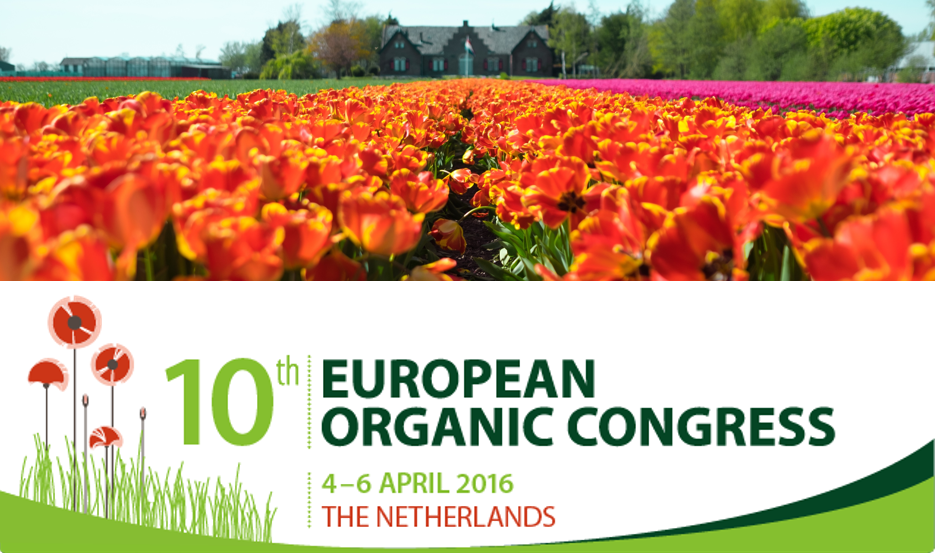 10th
EUROPEAN
ORGANIC CONGRESS
4–6 APRIL 2016
THE NETHERLANDS